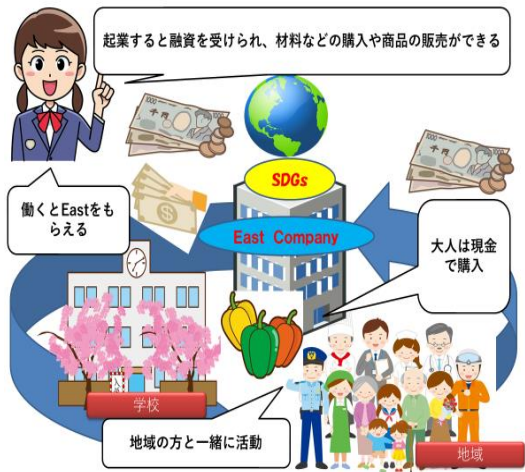 起業すると融資を受けられ、材料などの購入や商品の販売ができる
SDGs
働くとEastをも
らえる
East Company
大人は現金
で購入
学校
地域の方と一緒に活動
地域
1000
1000